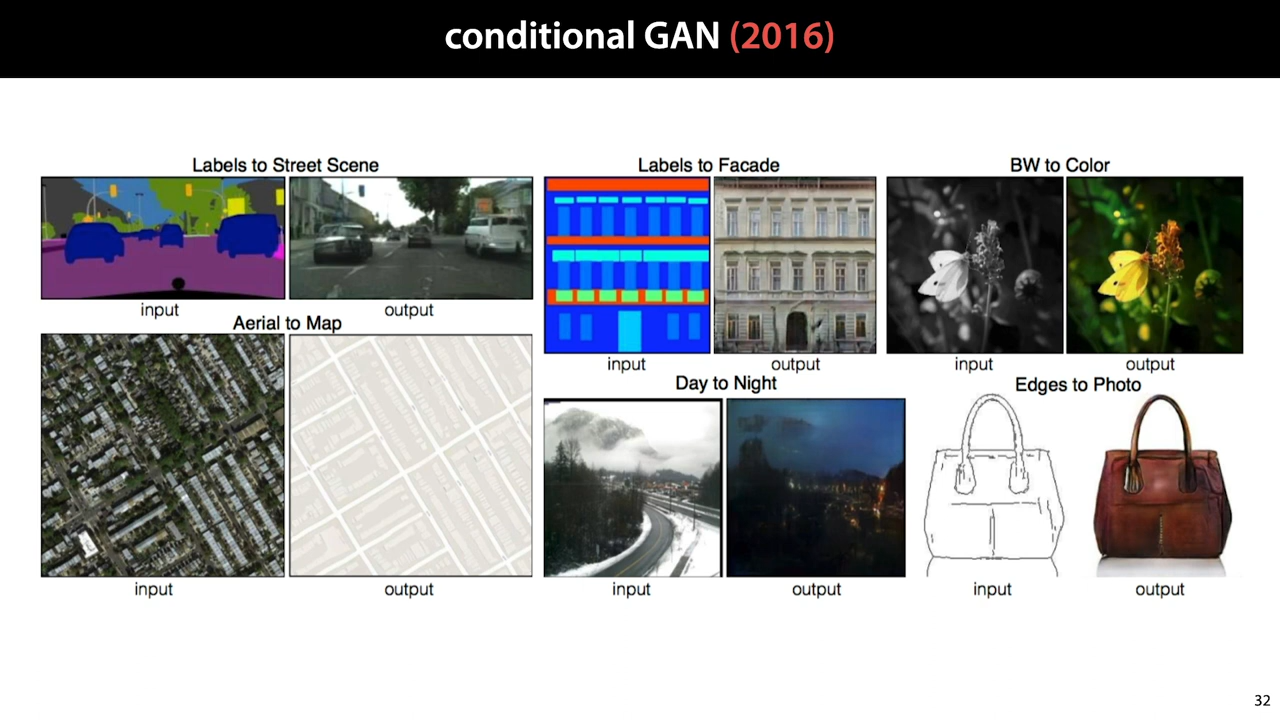 conditional GAN (2016)
Labels to Street Scene
input
output
Aerial to Map
input
output
Labels to Facade
input
output
Day to Night
input
output
BW to Color
input
output
Edges to Photo
input
output
32